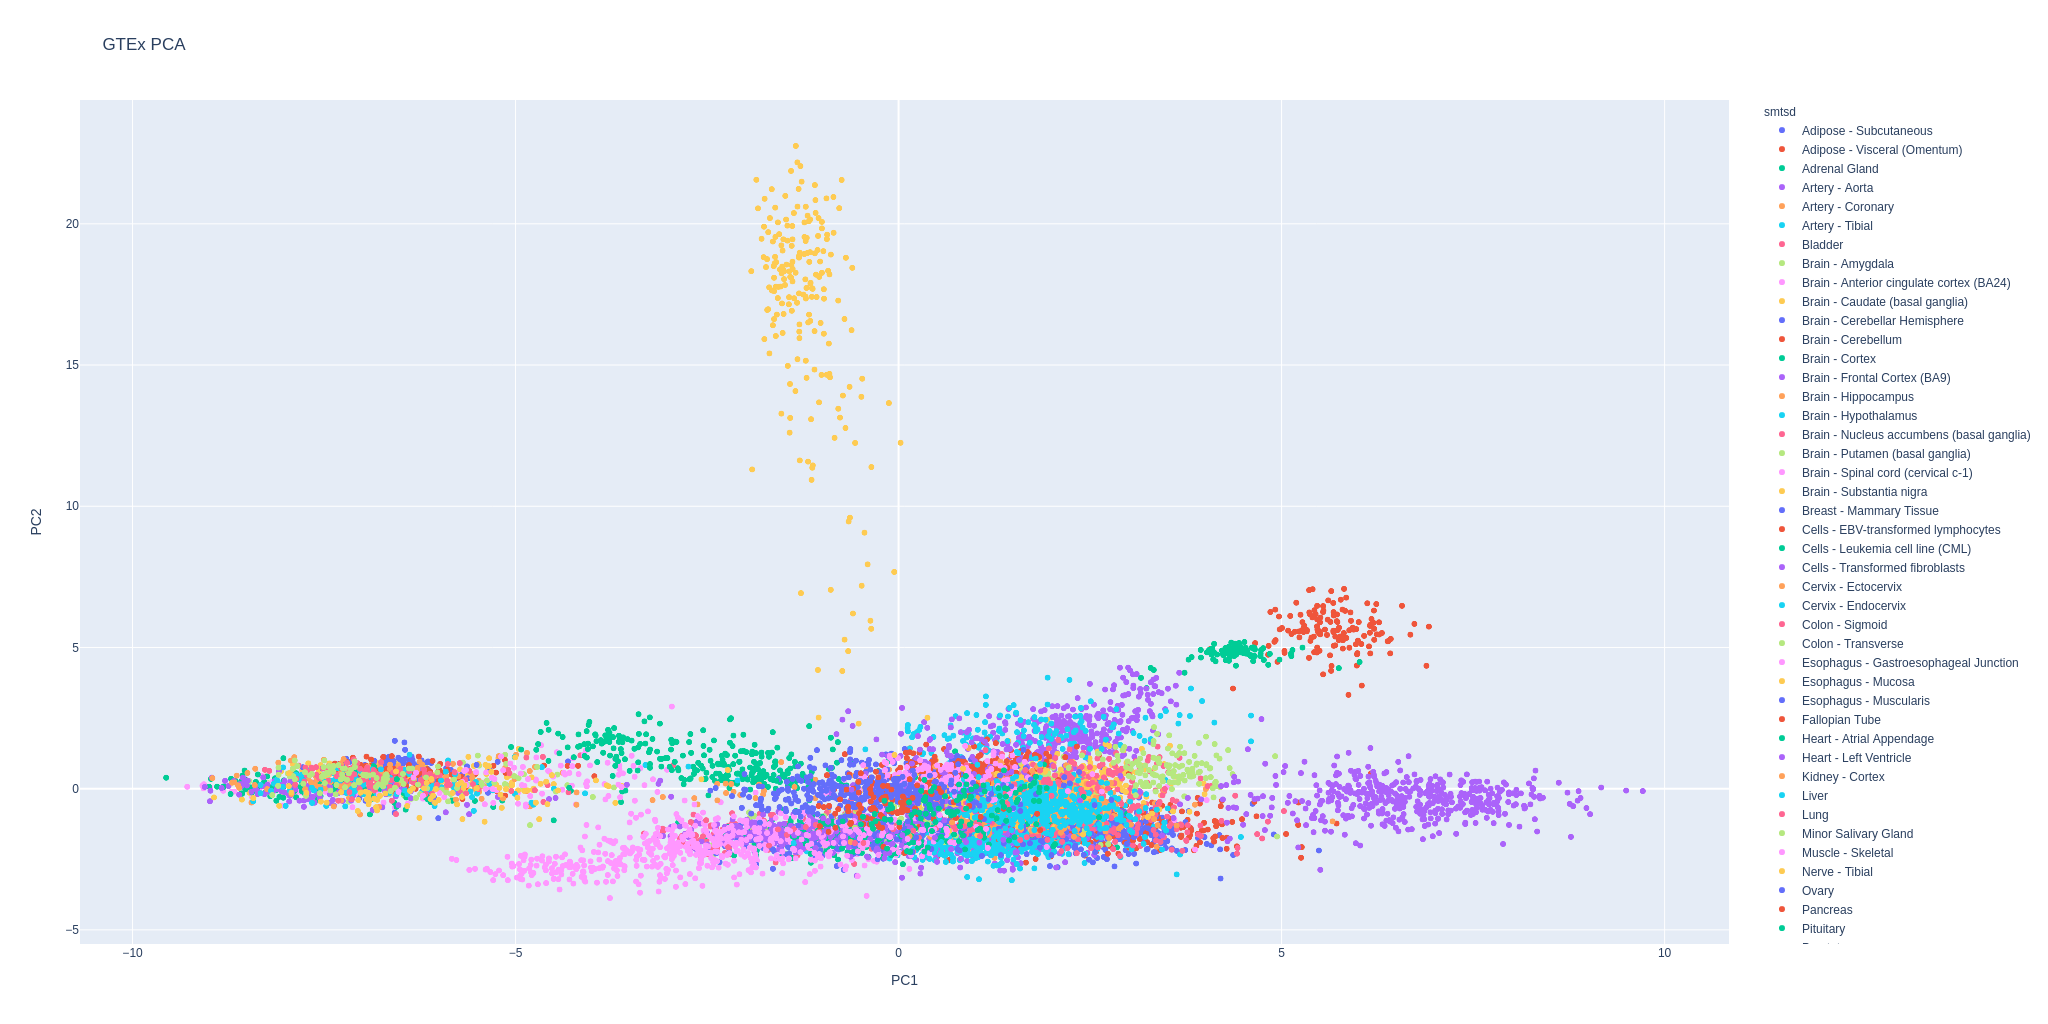 GTEx PCA
smtsd
Adipose - Subcutaneous
Adipose - Visceral (Omentum)
Adrenal Gland
Artery - Aorta
Artery - Coronary
Artery - Tibial
Bladder
Brain - Amygdala
Brain - Anterior cingulate cortex (BA24)
Brain - Caudate (basal ganglia)
Brain - Cerebellar Hemisphere
Brain - Cerebellum
Brain - Cortex
Brain - Frontal Cortex (BA9)
Brain - Hippocampus
Brain - Hypothalamus
Brain - Nucleus accumbens (basal ganglia)
Brain - Putamen (basal ganglia)
Brain - Spinal cord (cervical c-1)
Brain - Substantia nigra
Breast - Mammary Tissue
Cells - EBV-transformed lymphocytes
Cells - Leukemia cell line (CML)
Cells - Transformed fibroblasts
Cervix - Ectocervix
Cervix - Endocervix
Colon - Sigmoid
Colon - Transverse
Esophagus - Gastroesophageal Junction
Esophagus - Mucosa
Esophagus - Muscularis
Fallopian Tube
Heart - Atrial Appendage
Heart - Left Ventricle
Kidney - Cortex
Liver
Lung
Minor Salivary Gland
Muscle - Skeletal
Nerve - Tibial
Ovary
Pancreas
Pituitary
20
15
10
5
0
−5
PC2
−10
−5
0
5
10
PC1